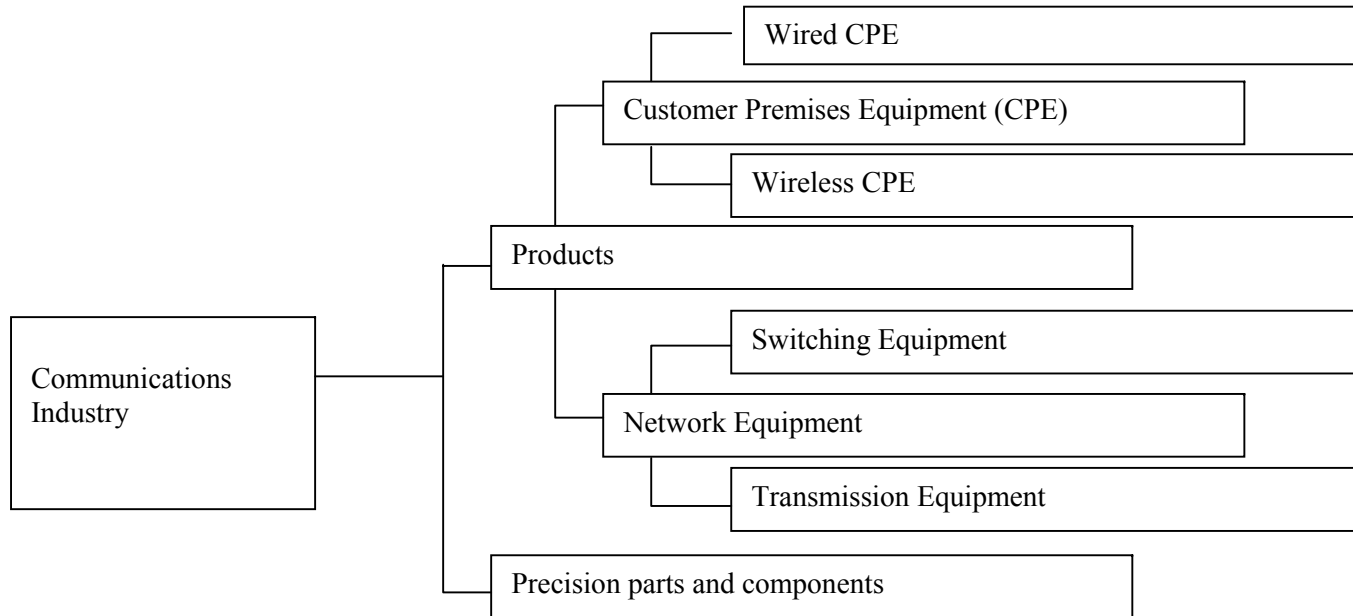 Wired CPE
Customer Premises Equipment (CPE)
Wireless CPE
Products
Switching Equipment
Communications
Industry
Network Equipment
Transmission Equipment
Precision parts and components